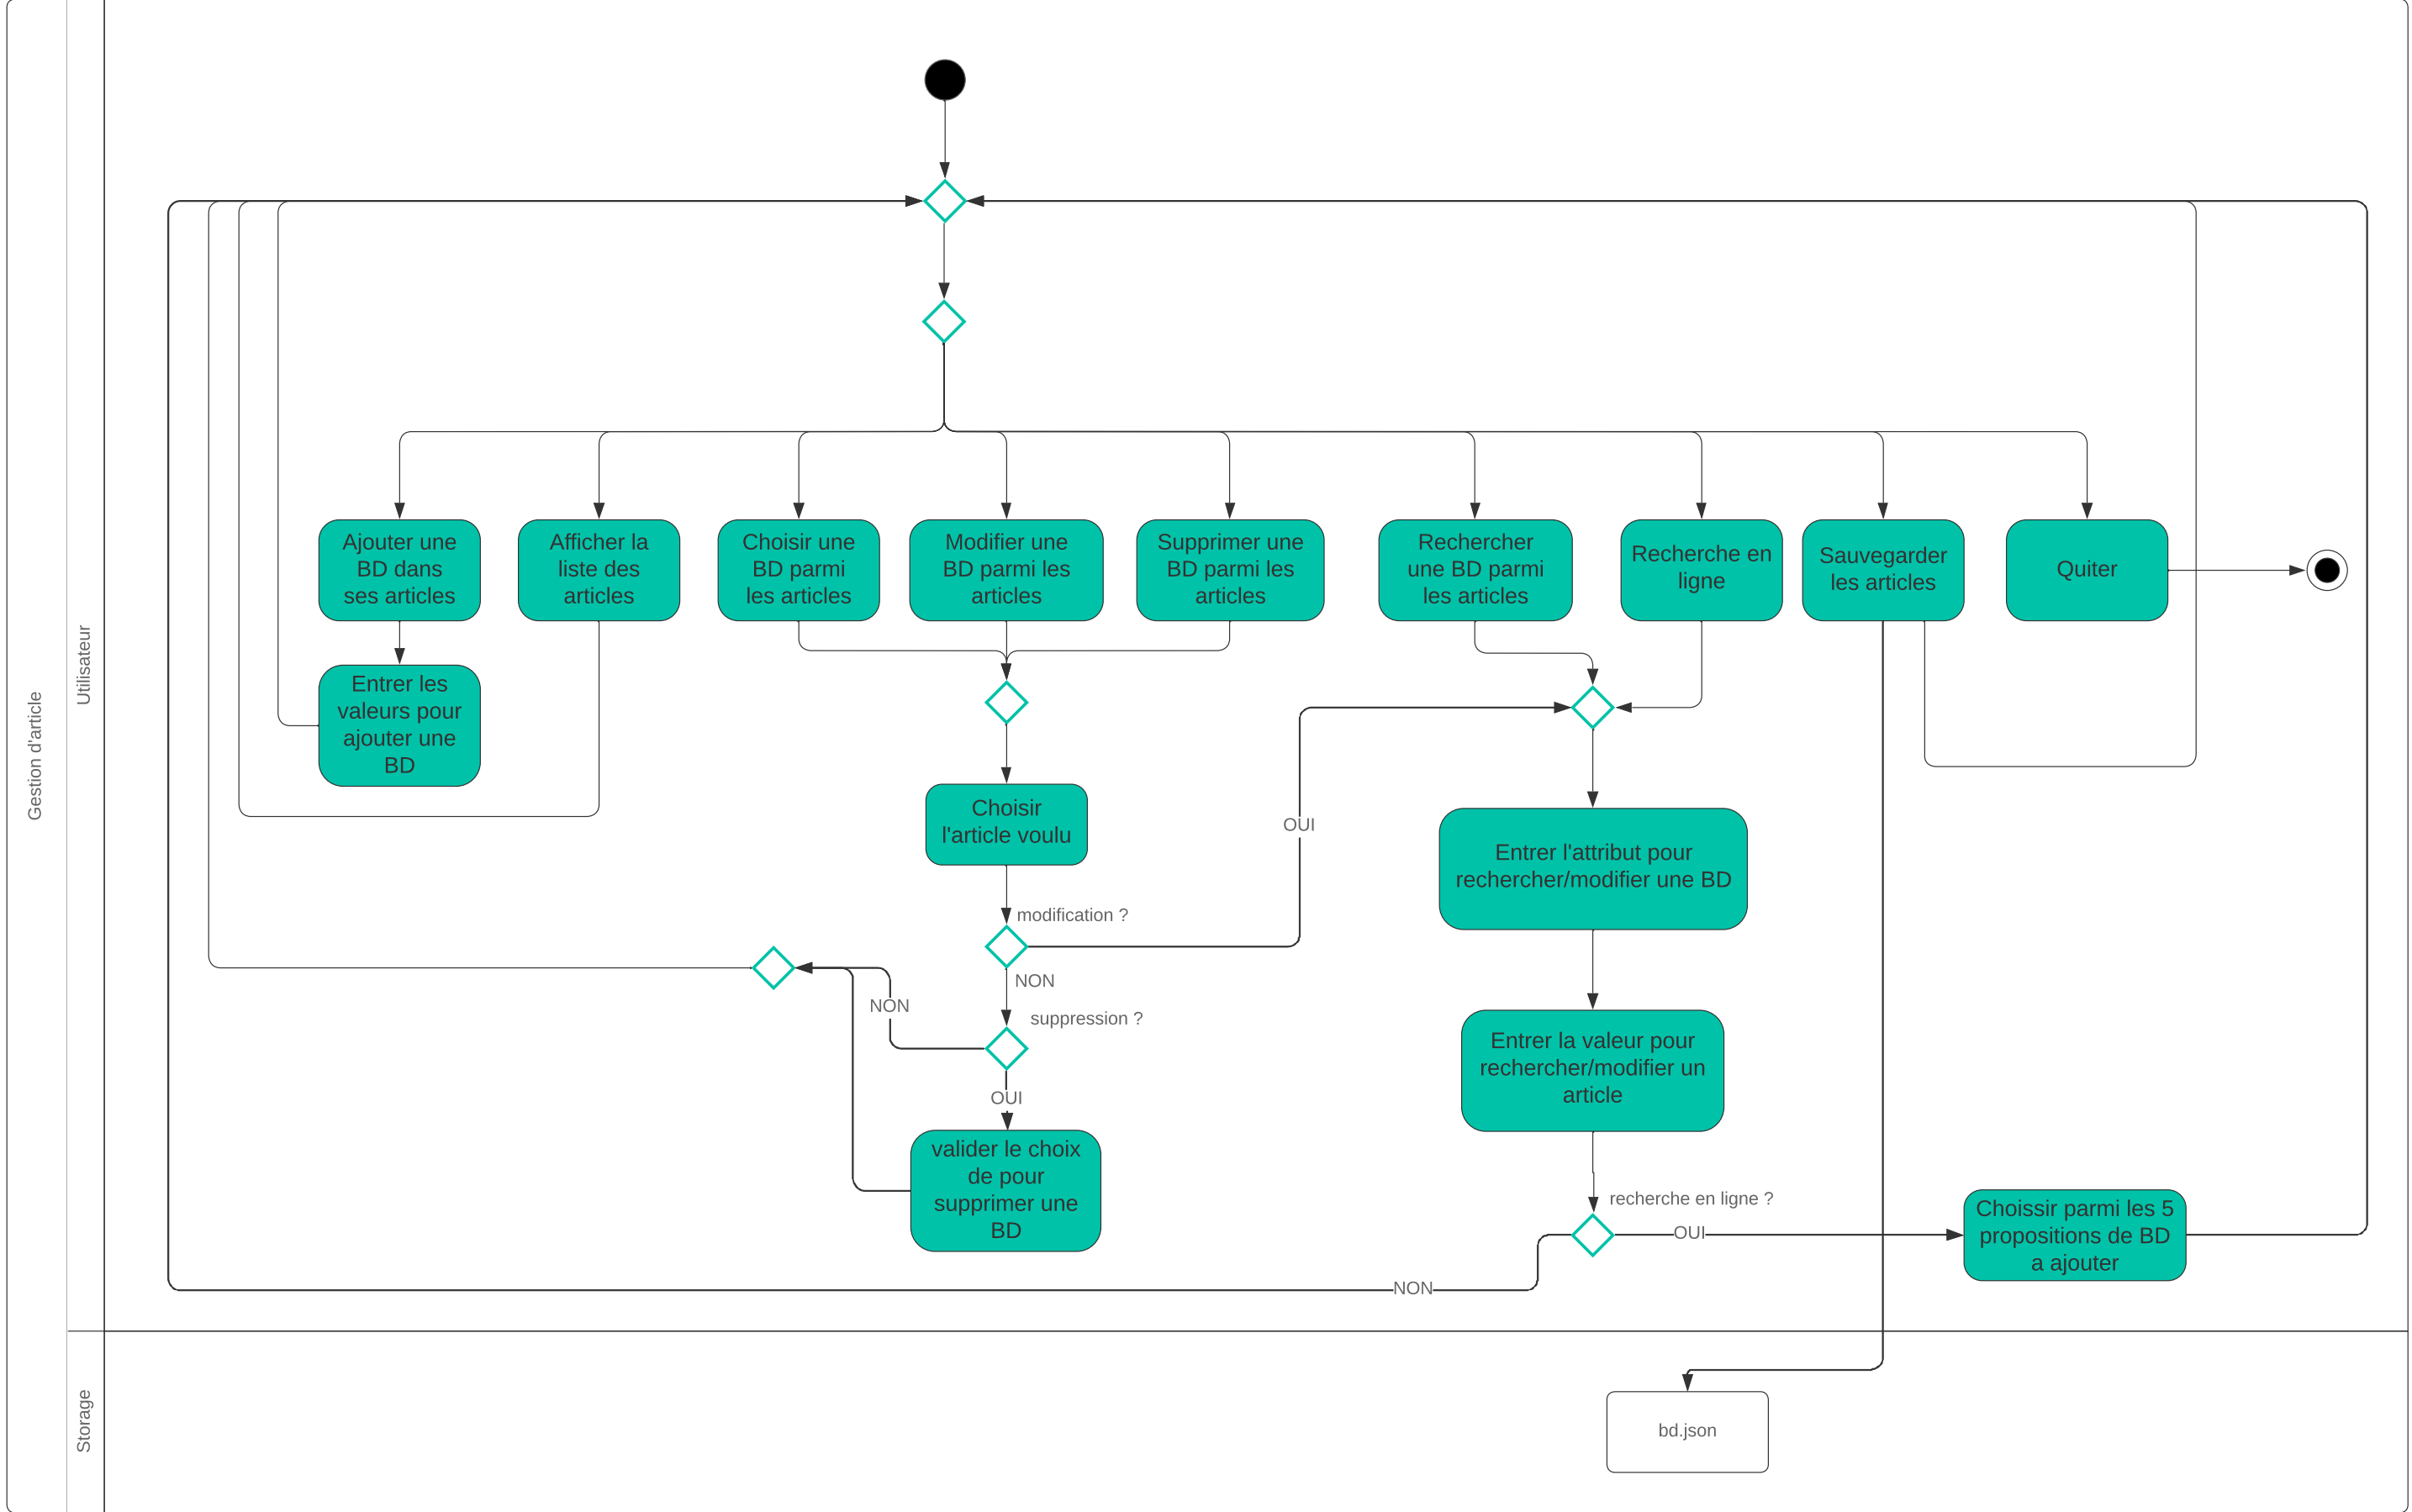 Gestion d'article
Utilisateur
Storage
Ajouter une
BD dans
ses articles
Afficher la
liste des
articles
Choisir une
BD parmi
les articles
Modifier une
BD parmi les
articles
Supprimer une
BD parmi les
articles
Rechercher
une BD parmi
les articles
Recherche en
ligne
Sauvegarder
les articles
Quiter
Entrer les
valeurs pour
ajouter une
BD
Choisir
l'article voulu
OUI
Entrer l'attribut pour
rechercher/modifier une BD
modification ?
NON
NON
suppression ?
Entrer la valeur pour
rechercher/modifier un
article
OUI
valider le choix
de pour
supprimer une
BD
recherche en ligne ?
OUI
Choissir parmi les 5
propositions de BD
a ajouter
NON
bd.json